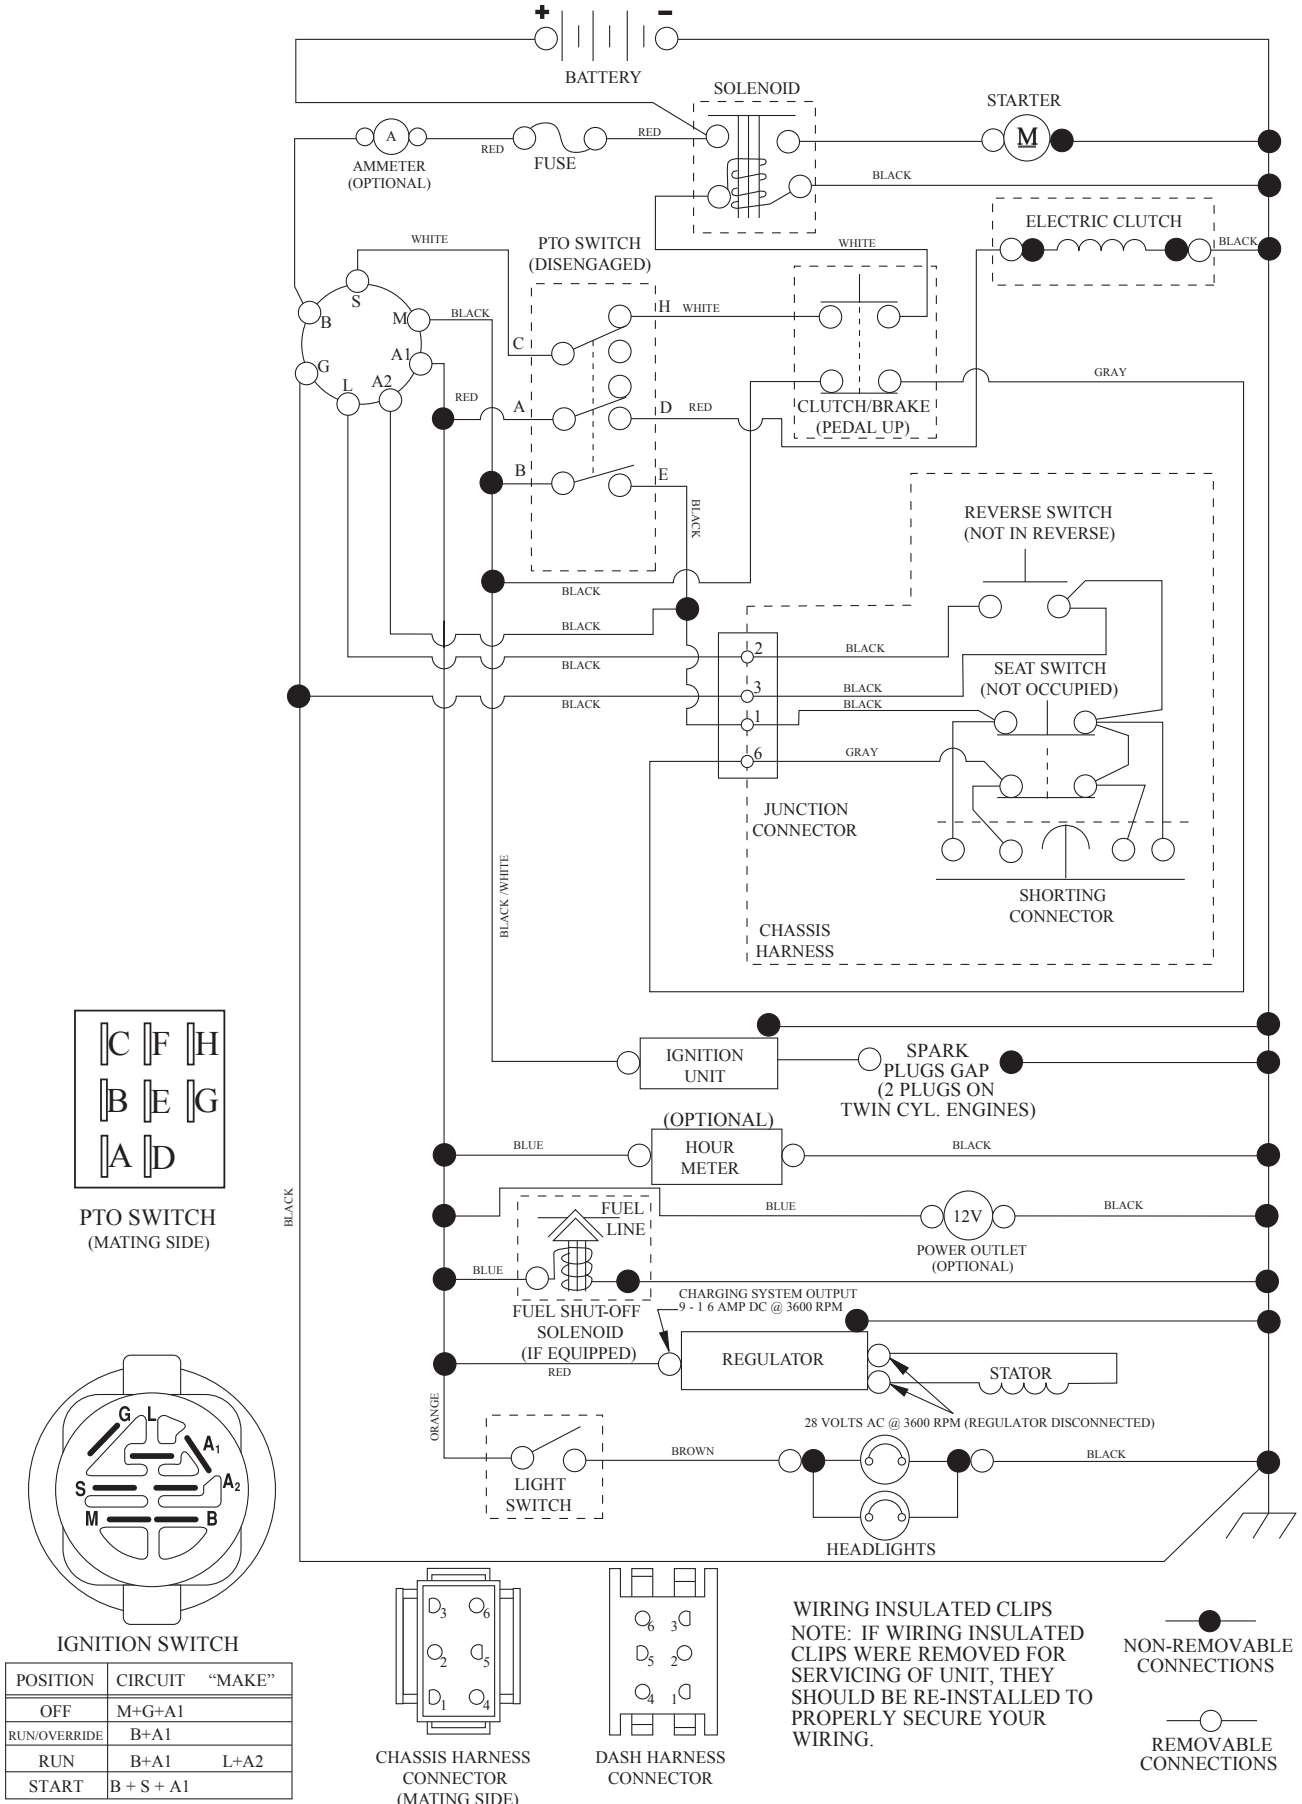 + −
BATTERY
SOLENOID
STARTER
M
A
AMMETER
(OPTIONAL)
RED
FUSE
RED
BLACK
ELECTRIC CLUTCH
BLACK
WHITE
PTO SWITCH
(DISENGAGED)
WHITE
S
B
M
BLACK
G
A1
L
A2
H WHITE
C
RED
A
D RED
CLUTCH/BRAKE
(PEDAL UP)
GRAY
B
E
BLACK
REVERSE SWITCH
(NOT IN REVERSE)
BLACK
BLACK
BLACK
2
BLACK
SEAT SWITCH
(NOT OCCUPIED)
3
BLACK
BLACK
BLACK
1
6
GRAY
JUNCTION
CONNECTOR
BLACK /WHITE
SHORTING
CONNECTOR
CHASSIS
HARNESS
C F H
B E G
A D
PTO SWITCH
(MATING SIDE)
BLACK
IGNITION
UNIT
SPARK
PLUGS GAP
(2 PLUGS ON
TWIN CYL. ENGINES)
(OPTIONAL)
BLUE
HOUR
METER
BLACK
FUEL
LINE
BLUE
12V
BLACK
POWER OUTLET
(OPTIONAL)
BLUE
FUEL SHUT-OFF
SOLENOID
(IF EQUIPPED)
RED
CHARGING SYSTEM OUTPUT
9 - 1 6 AMP DC @ 3600 RPM
REGULATOR
STATOR
28 VOLTS AC @ 3600 RPM (REGULATOR DISCONNECTED)
ORANGE
LIGHT
SWITCH
BROWN
BLACK
HEADLIGHTS
G L
A1
S
A2
M
B
IGNITION SWITCH
POSITION CIRCUIT “MAKE”
OFF M+G+A1
RUN/OVERRIDE B+A1
RUN B+A1 L+A2
START B + S + A1
3 6
2 5
1 4
CHASSIS HARNESS
CONNECTOR
(MATING SIDE)
6 3
5 2
4 1
DASH HARNESS
CONNECTOR
WIRING INSULATED CLIPS
NOTE: IF WIRING INSULATED
CLIPS WERE REMOVED FOR
SERVICING OF UNIT, THEY
SHOULD BE RE-INSTALLED TO
PROPERLY SECURE YOUR
WIRING.
NON-REMOVABLE
CONNECTIONS
REMOVABLE
CONNECTIONS